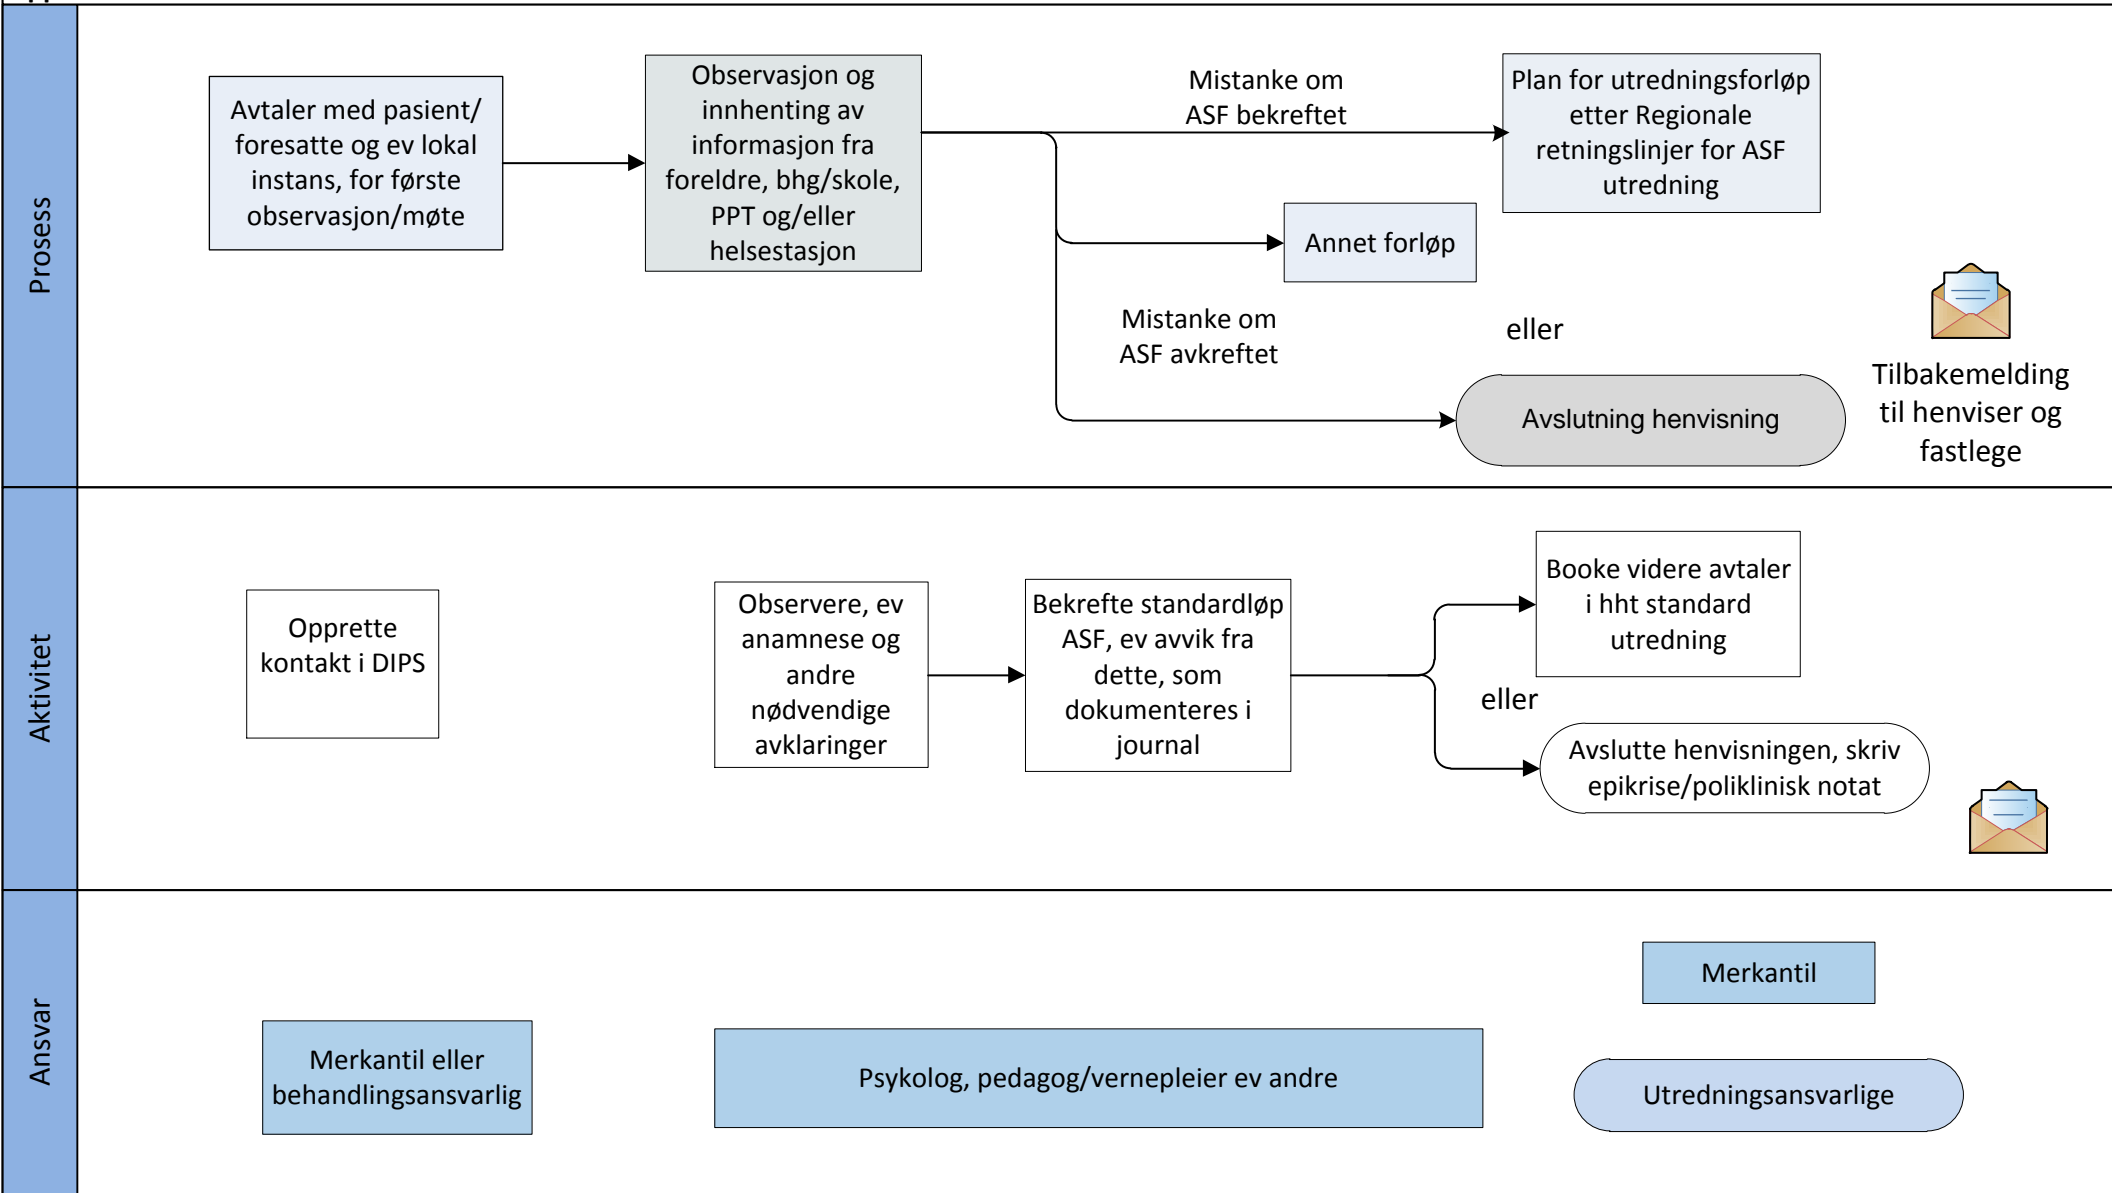 Prosess
Avtaler med pasient/
foresatte og ev lokal
instans, for første
observasjon/møte
Observasjon og
innhenting av
informasjon fra
foreldre, bhg/skole,
PPT og/eller
helsestasjon
Mistanke om
ASF bekreftet
Plan for utredningsforløp
etter Regionale
retningslinjer for ASF
utredning
Annet forløp
Mistanke om
ASF avkreftet
eller
Avslutning henvisning
Tilbakemelding
til henviser og
fastlege
Aktivitet
Opprette
kontakt i DIPS
Observere, ev
anamnese og
andre
nødvendige
avklaringer
Bekrefte standardløp
ASF, ev avvik fra
dette, som
dokumenteres i
journal
Booke videre avtaler
i hht standard
utredning
eller
Avslutte henvisningen, skriv
epikrise/poliklinisk notat
Ansvar
Merkantil eller
behandlingsansvarlig
Psykolog, pedagog/vernepleier ev andre
Merkantil
Utredningsansvarlige